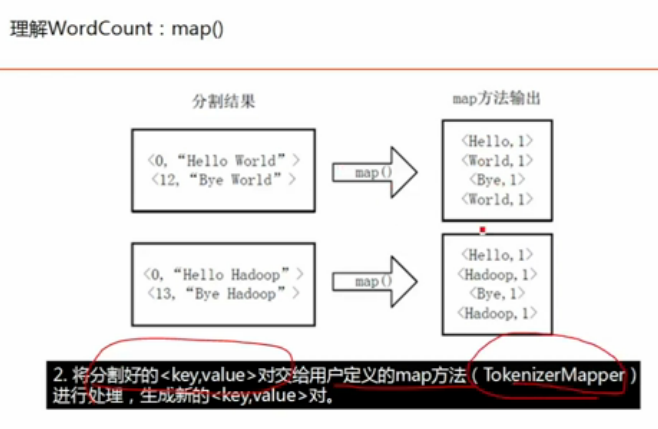 理解WordCount：map()
分割结果
map方法输出
<0, “Hello World” >
<12, “Bye World” >
map()
<Hello,1>
<World,1>
<Bye,1>
<World,1>
<0, “Hello Hadoop” >
<13, “Bye Hadoop” >
map()
<Hello,1>
<Hadoop,1>
<Bye,1>
<Hadoop,1>
2. 将分割好的<key,value>对交给用户定义的map方法（TokenizerMapper）
进行处理，生成新的<key,value>对。